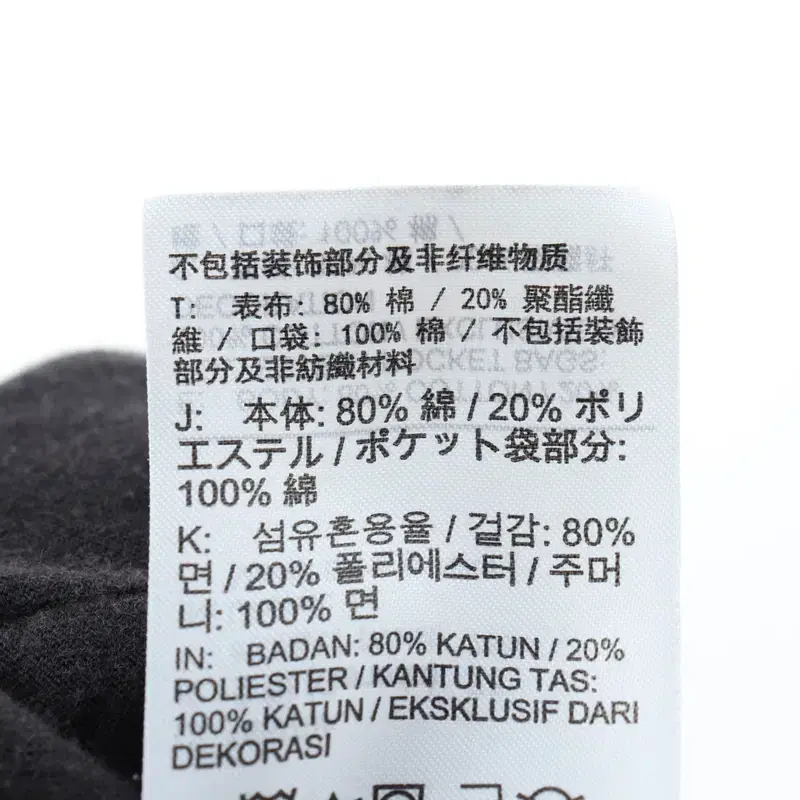 不包括装饰部分及非纤维物质
T: 表布: 80% 棉 / 20% 聚酯纖
維 / 口袋: 100% 棉 / 不包括裝飾
部分及非紡織材料
J: 本体: 80% 綿 / 20% ポリ
エステル / ポケット袋部分:
100% 綿
K: 섬유혼용율 / 겉감: 80%
면 / 20% 폴리에스터 / 주머
니: 100% 면
IN: BADAN: 80% KATUN / 20%
POLIESTER / KANTUNG TAS:
100% KATUN / EKSKLUSIF DARI
DEKORASI